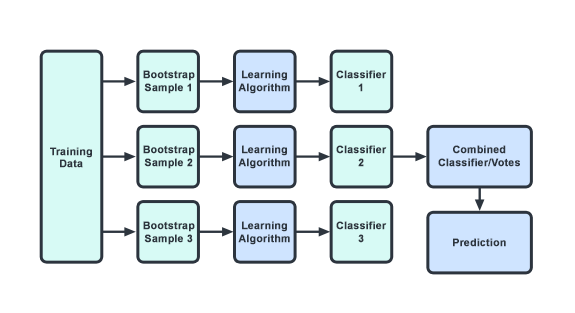 Training
Data
Bootstrap
Sample 1
Learning
Algorithm
Classifier
1
Bootstrap
Sample 2
Learning
Algorithm
Classifier
2
Combined
Classifier/Votes
Bootstrap
Sample 3
Learning
Algorithm
Classifier
3
Prediction